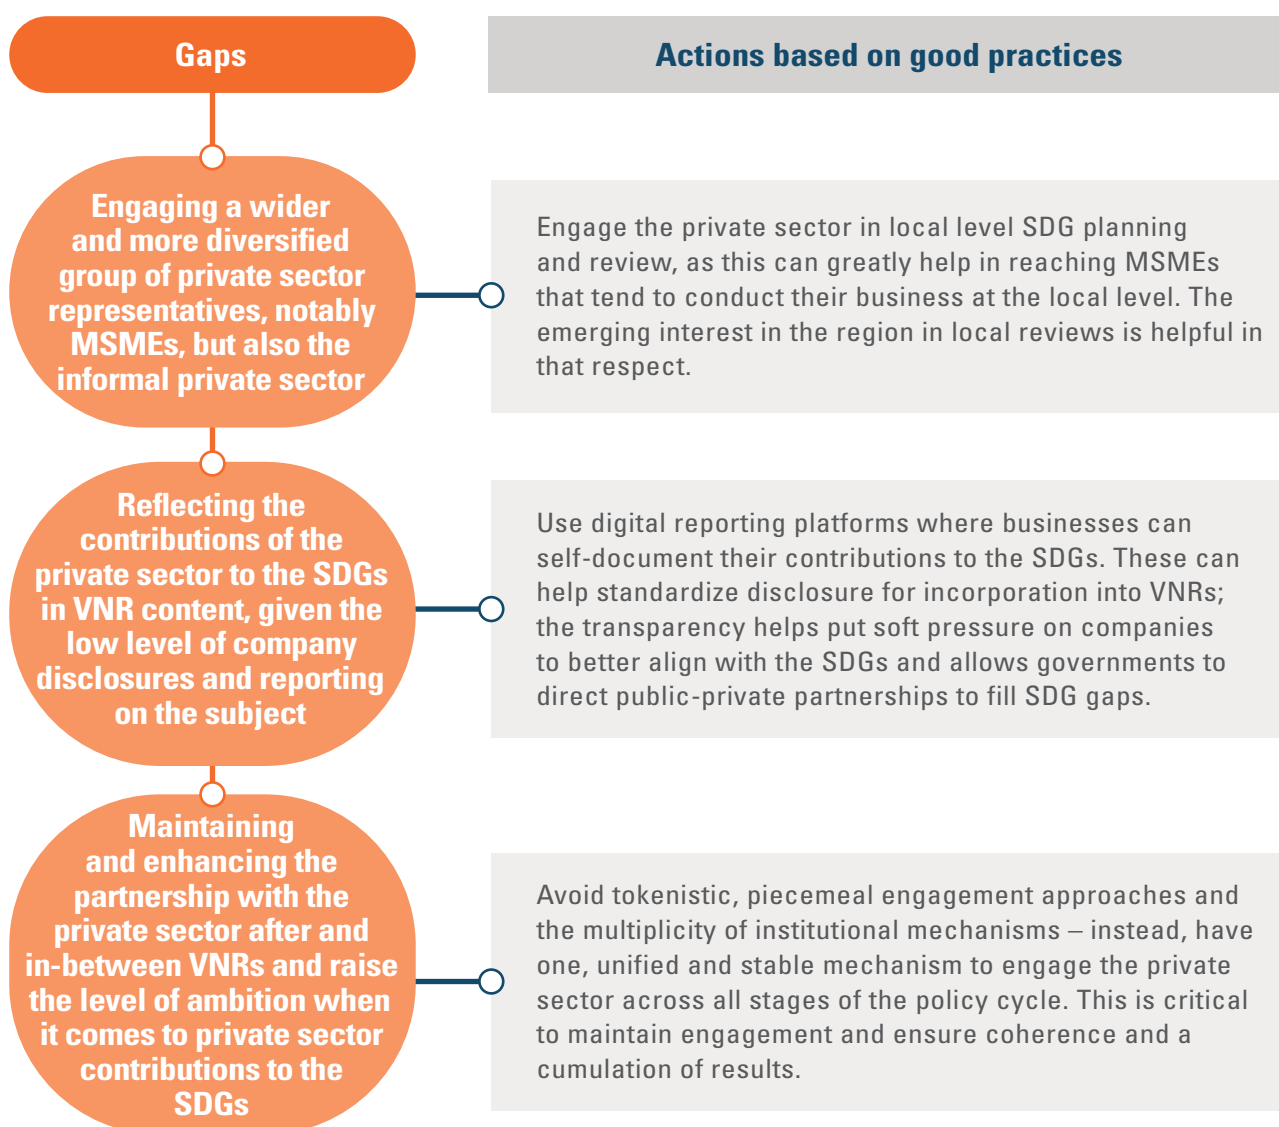 Gaps
Actions based on good practices
Engaging a wider
and more diversified
group of private sector
representatives, notably
MSMEs, but also the
informal private sector
Engage the private sector in local level SDG planning
and review, as this can greatly help in reaching MSMEs
that tend to conduct their business at the local level. The
emerging interest in the region in local reviews is helpful in
that respect.
Reflecting the
contributions of the
private sector to the SDGs
in VNR content, given the
low level of company
disclosures and reporting
on the subject
Use digital reporting platforms where businesses can
self-document their contributions to the SDGs. These can
help standardize disclosure for incorporation into VNRs;
the transparency helps put soft pressure on companies
to better align with the SDGs and allows governments to
direct public-private partnerships to fill SDG gaps.
Maintaining
and enhancing the
partnership with the
private sector after and
in-between VNRs and raise
the level of ambition when
it comes to private sector
contributions to the
SDGs
Avoid tokenistic, piecemeal engagement approaches and
the multiplicity of institutional mechanisms – instead, have
one, unified and stable mechanism to engage the private
sector across all stages of the policy cycle. This is critical
to maintain engagement and ensure coherence and a
cumulation of results.